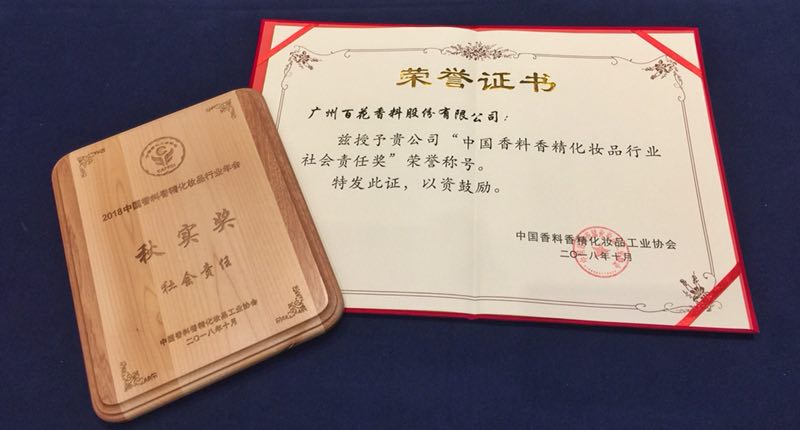 2018中国香料香精化妆品行业年会
秋实奖
社会责任
中国香料香精化妆品工业协会
二〇一八年十月
荣誉证书
广州百花香料股份有限公司：
兹授予贵公司“中国香料香精化妆品行业
社会责任奖”荣誉称号。
特发此证，以资鼓励。
中国香料香精化妆品工业协会
二〇一八年十月